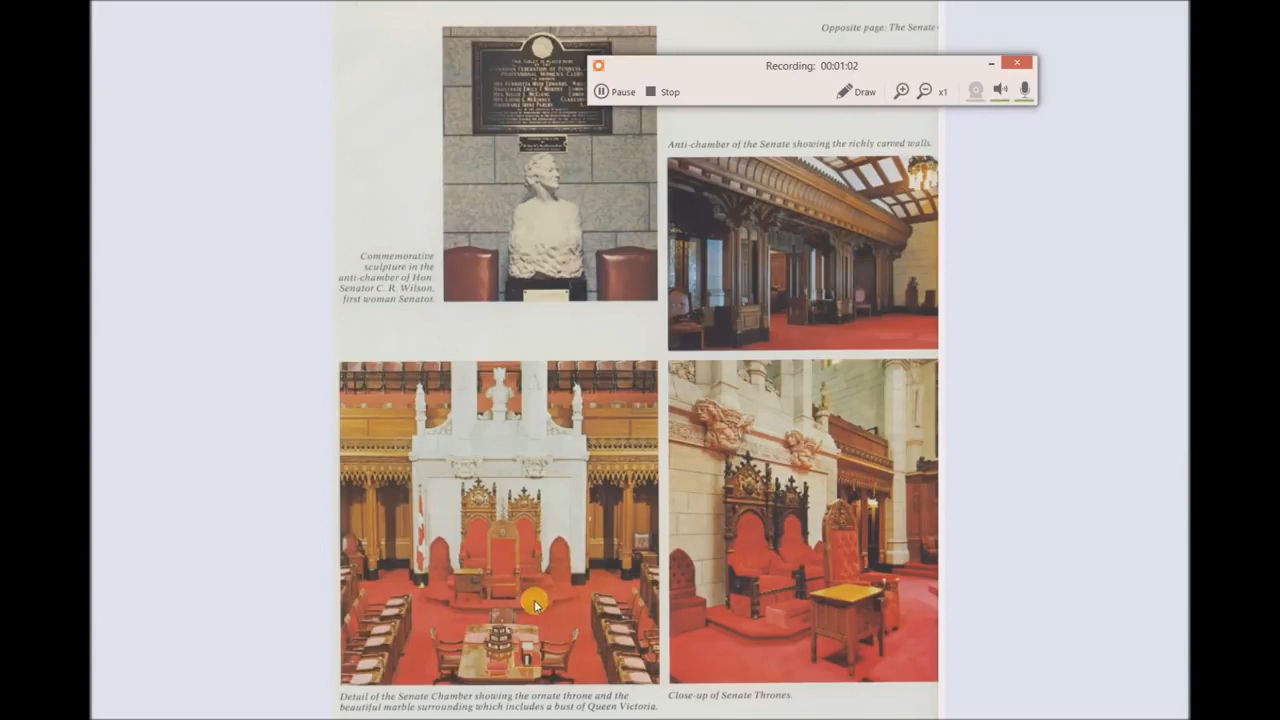 Opposite page: The Senate
Recording: 00:01:02
Pause
Stop
Draw
x1
Anti-chamber of the Senate showing the richly carved walls.
Commemorative
sculpture in the
anti-chamber of Hon.
Senator C. R. Wilson,
first woman Senator.
Detail of the Senate Chamber showing the ornate throne and the
beautiful marble surrounding which includes a bust of Queen Victoria.
Close-up of Senate Thrones.